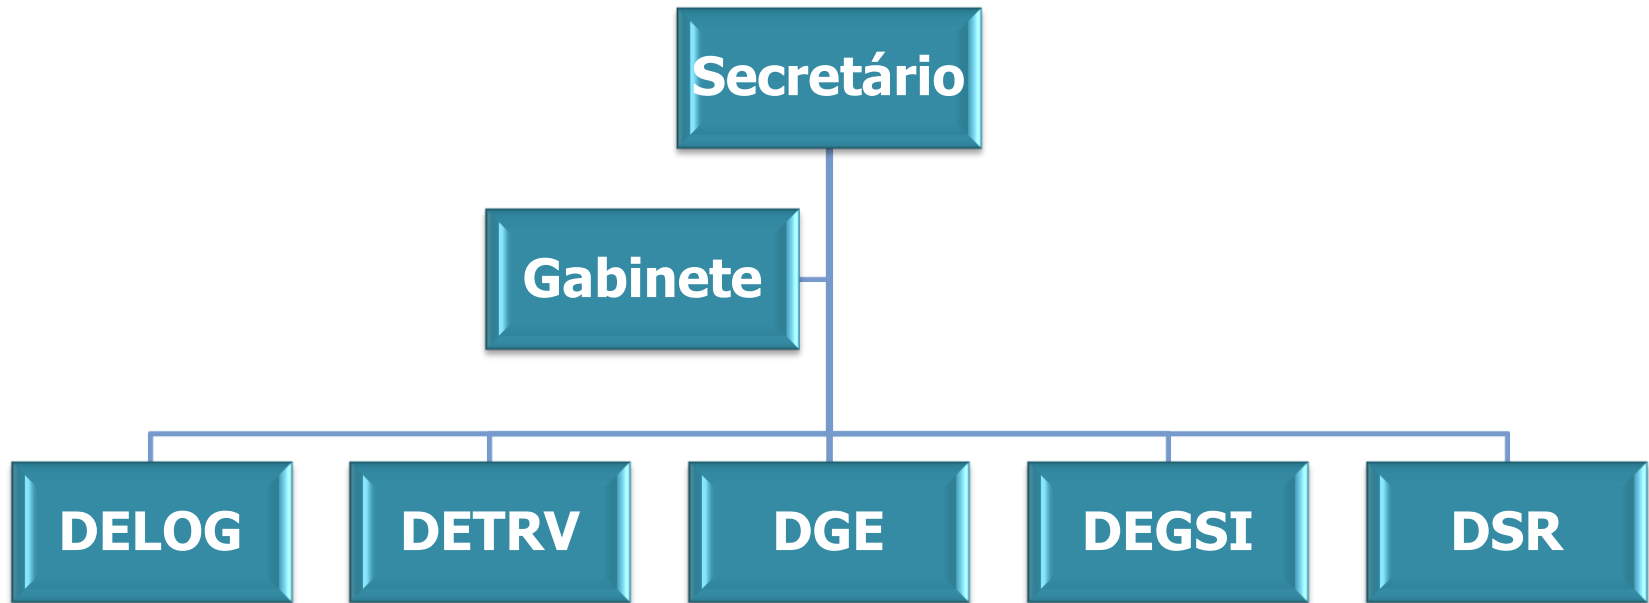 Secretário
Gabinete
DELOG
DETRV
DGE
DEGSI
DSR